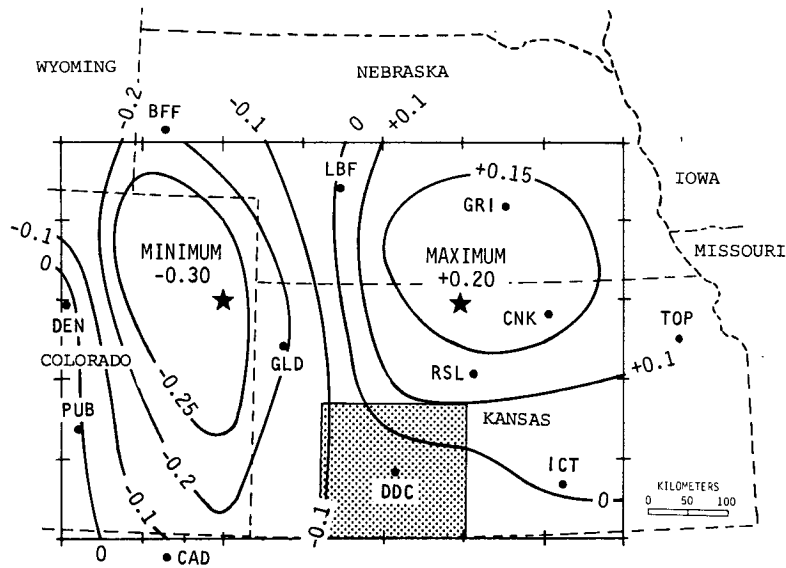 WYOMING
-0.2
NEBRASKA
BFF
-0.1
0
+0.1
LBF
+0.15
GRI
IOWA
MISSOURI
-0.1
0
MINIMUM
-0.30
MAXIMUM
+0.20
DEN
CNK
TOP
COLORADO
GLD
RSL
+0.1
-0.25
PUB
KANSAS
-0.2
DDC
ICT
KILOMETERS
0 50 100
0
-0.1
-0.1
0
CAD